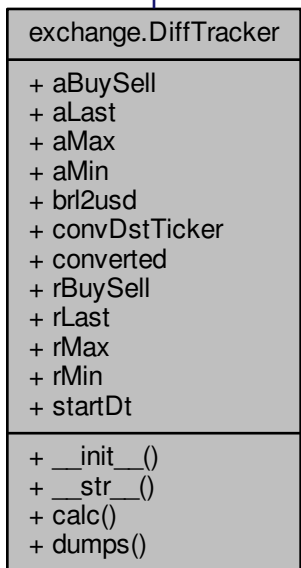 exchange.DiffTracker
+ aBuySell
+ aLast
+ aMax
+ aMin
+ brl2usd
+ convDstTicker
+ converted
+ rBuySell
+ rLast
+ rMax
+ rMin
+ startDt
+ __init__()
+ __str__()
+ calc()
+ dumps()